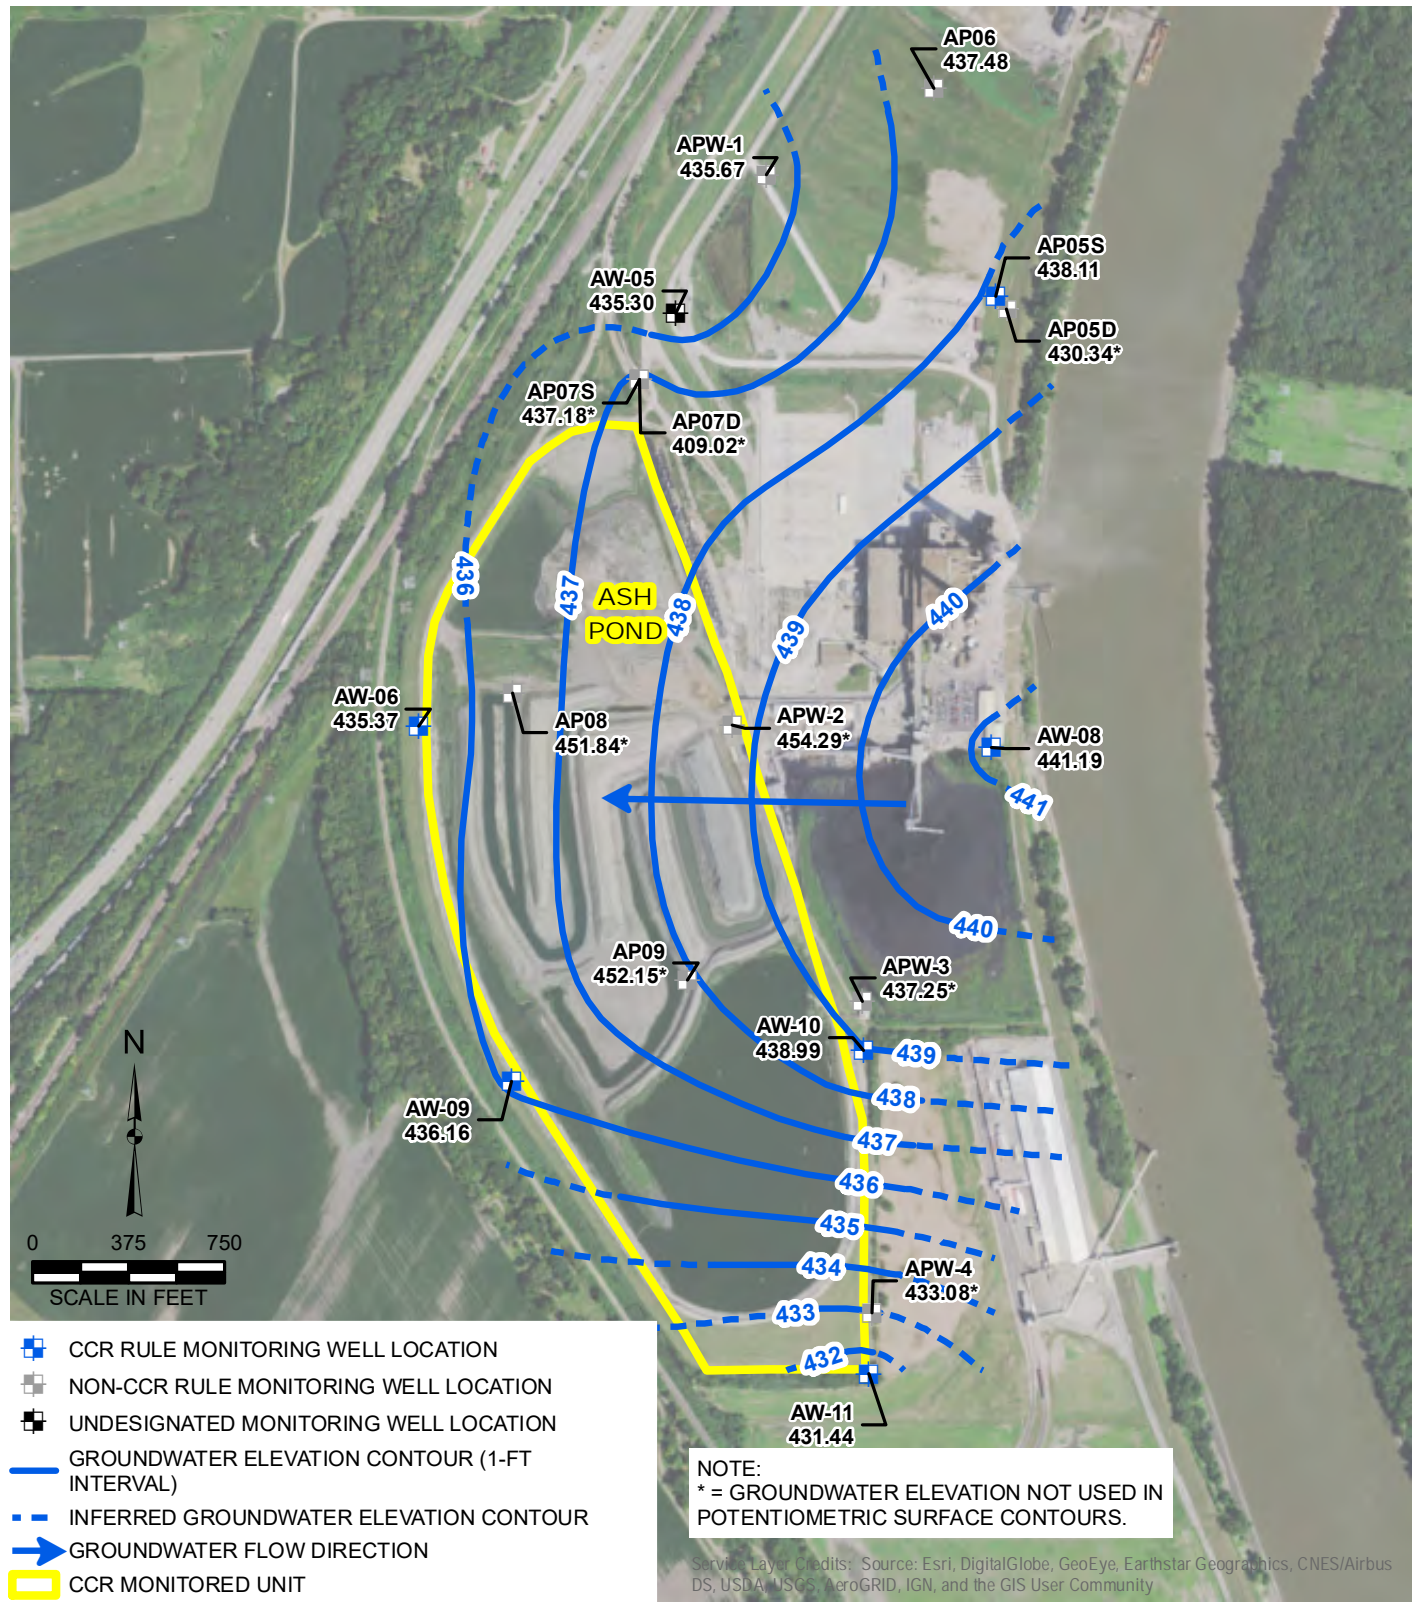 AP06
437.48
APW-1
435.67
AP05S
438.11
AW-05
435.30
AP05D
430.34*
AP07S
437.18*
AP07D
409.02*
436
437
ASH
POND
438
439
440
AW-06
435.37
AP08
451.84*
APW-2
454.29*
AW-08
441.19
441
440
AP09
452.15*
APW-3
437.25*
AW-10
438.99
439
N
438
AW-09
436.16
437
436
435
0 375 750
SCALE IN FEET
434
APW-4
433.08*
433
432
AW-11
431.44
CCR RULE MONITORING WELL LOCATION
NON-CCR RULE MONITORING WELL LOCATION
UNDESIGNATED MONITORING WELL LOCATION
GROUNDWATER ELEVATION CONTOUR (1-FT
INTERVAL)
INFERRED GROUNDWATER ELEVATION CONTOUR
GROUNDWATER FLOW DIRECTION
CCR MONITORED UNIT
NOTE:
* = GROUNDWATER ELEVATION NOT USED IN
POTENTIOMETRIC SURFACE CONTOURS.
Service Layer Credits: Source: Esri, DigitalGlobe, GeoEye, Earthstar Geographics, CNES/Airbus
DS, USDA, USGS, AeroGRID, IGN, and the GIS User Community